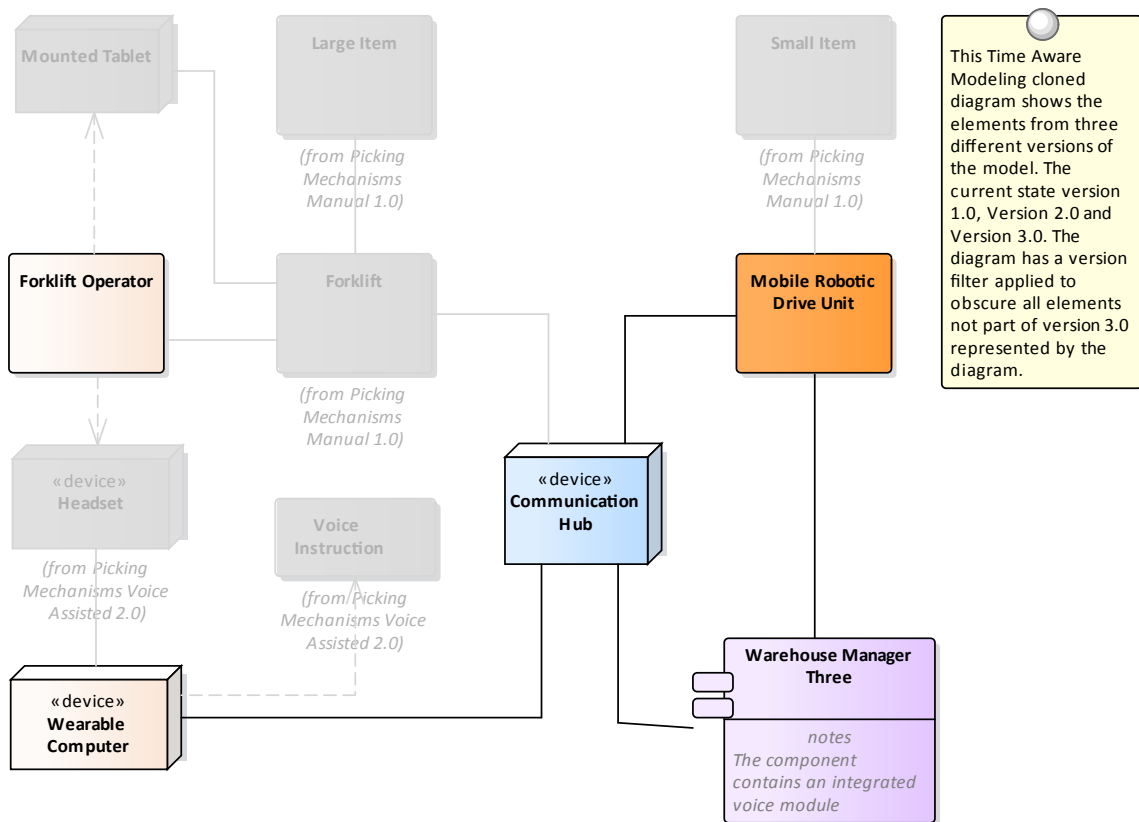 Mounted Tablet
Large Item
(from Picking
Mechanisms
Manual 1.0)
Small Item
(from Picking
Mechanisms
Manual 1.0)
This Time Aware
Modeling cloned
diagram shows the
elements from three
different versions of
the model. The
current state version
1.0, Version 2.0 and
Version 3.0. The
diagram has a version
filter applied to
obscure all elements
not part of version 3.0
represented by the
diagram.
Forklift Operator
Forklift
(from Picking
Mechanisms
Manual 1.0)
Mobile Robotic
Drive Unit
«device»
Headset
(from Picking
Mechanisms Voice
Assisted 2.0)
Voice
Instruction
(from Picking
Mechanisms Voice
Assisted 2.0)
«device»
Communication
Hub
«device»
Wearable
Computer
Warehouse Manager
Three
notes
The component
contains an integrated
voice module